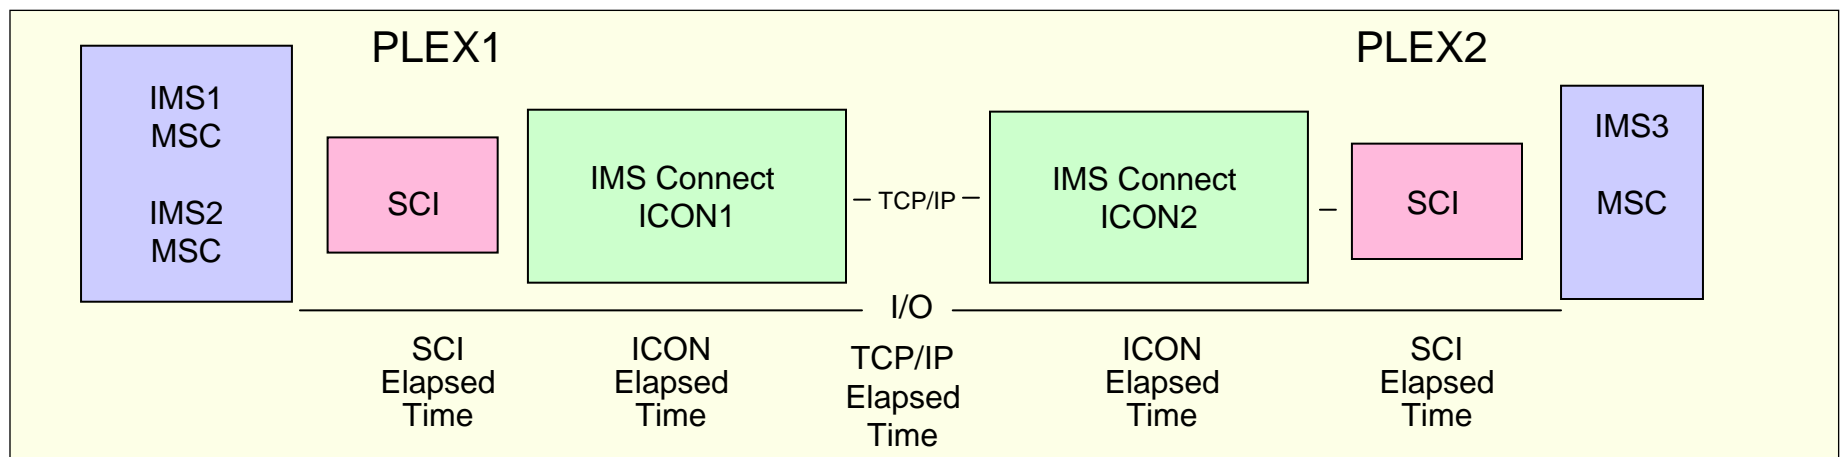 PLEX1
PLEX2
IMS1
MSC
IMS2
MSC
SCI
IMS Connect
ICON1
TCP/IP
IMS Connect
ICON2
SCI
IMS3
MSC
I/O
SCI
Elapsed
Time
ICON
Elapsed
Time
TCP/IP
Elapsed
Time
ICON
Elapsed
Time
SCI
Elapsed
Time